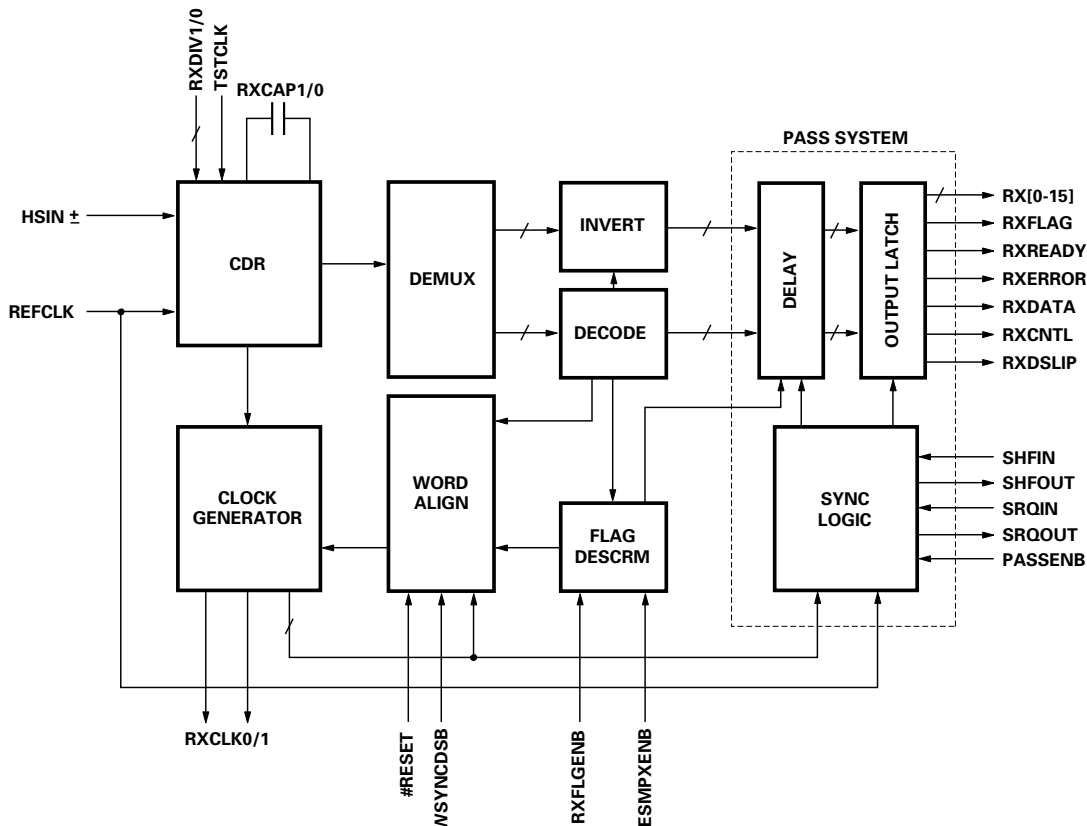 RXDIV1/0
TSTCLK
RXCAP1/0
PASS SYSTEM
HSIN ±
REFCLK
CDR
DEMUX
INVERT
DECODE
DELAY
OUTPUT LATCH
RX[0-15]
RXFLAG
RXREADY
RXERROR
RXDATA
RXCNTL
RXDSLIP
CLOCK
GENERATOR
WORD
ALIGN
FLAG
DESCRM
SYNC
LOGIC
SHFIN
SHFOUT
SRQIN
SRQOUT
PASSENB
RXCLK0/1
#RESET
WSYNCDSB
RXFLGENB
ESMPXENB